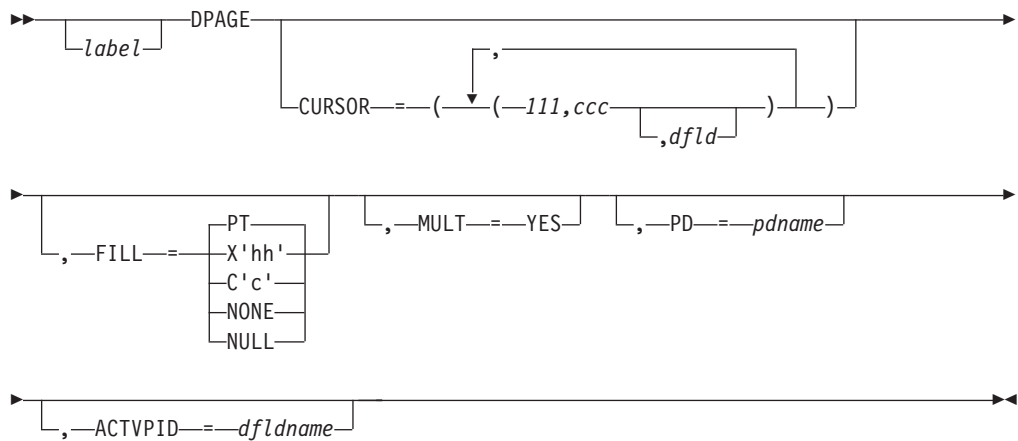 label DPAGE
,
CURSOR = ( ( 111,ccc ) )
,dfld
, FILL = PT
X'hh'
C'c'
NONE
NULL
, MULT = YES
, PD = pdname
, ACTVPID = dfldname